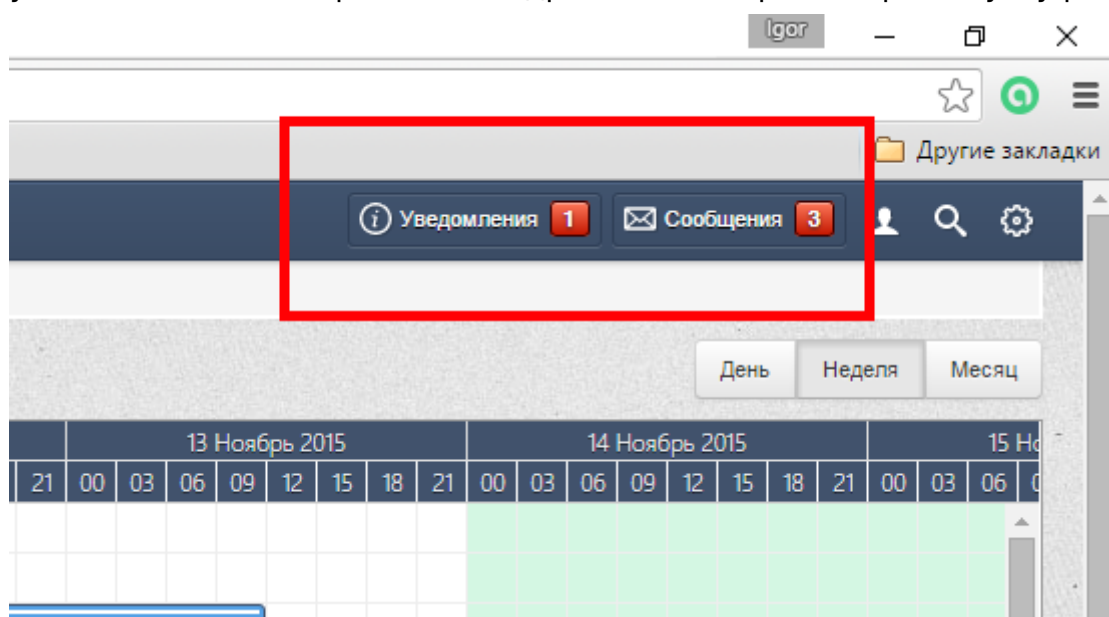 Igor
Другие закладки
Уведомления 1 Сообщения 3
День Неделя Месяц
13 Ноябрь 2015 14 Ноябрь 2015 15
21 00 03 06 09 12 15 18 21 00 03 06 09 12 15 18 21 00 03 06